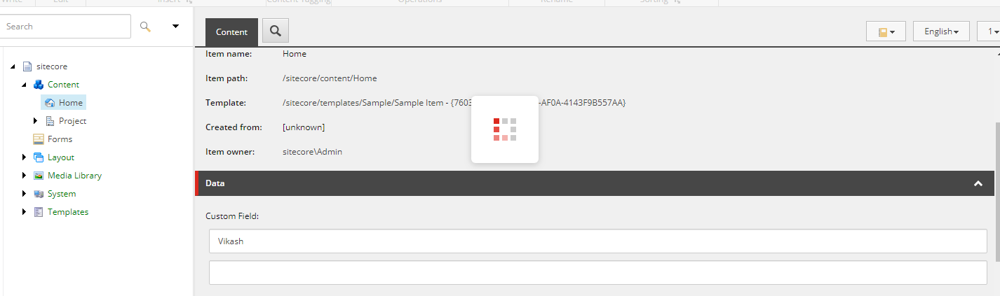 Write Edit Insert Content Tagging Operations Rename Sorting
Search
Content
English
1
sitecore
Content
Home
Project
Forms
Layout
Media Library
System
Templates
Item name: Home
Item path: /sitecore/content/Home
Template: /sitecore/templates/Sample/Sample Item - {7603 -AF0A-4143F9B557AA}
Created from: [unknown]
Item owner: sitecore\Admin
Data
Custom Field:
Vikash